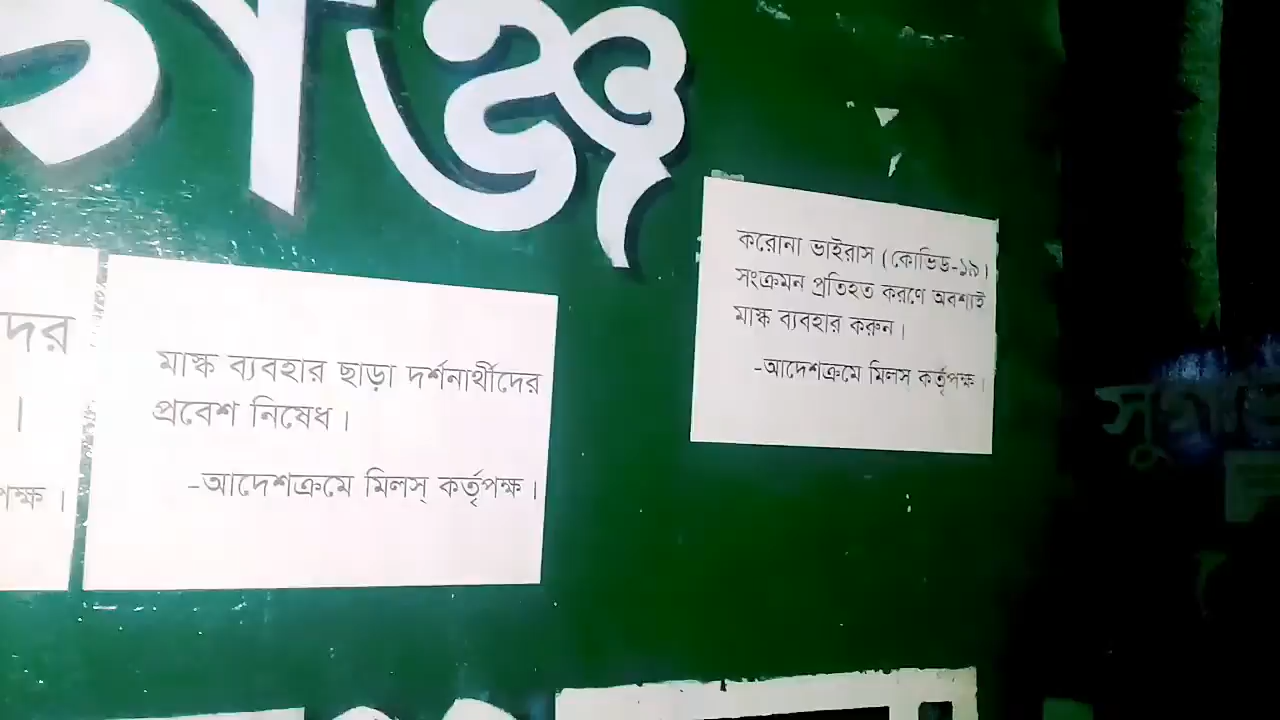 গঞ্জ
করোনা ভাইরাস (কোভিড-১৯)
সংক্রমন প্রতিহত করণে অবশ্যই
মাস্ক ব্যবহার করুন।
-আদেশক্রমে মিলস কর্তৃপক্ষ।
মাস্ক ব্যবহার ছাড়া দর্শনার্থীদের
প্রবেশ নিষেধ।
-আদেশক্রমে মিলস্ কর্তৃপক্ষ।